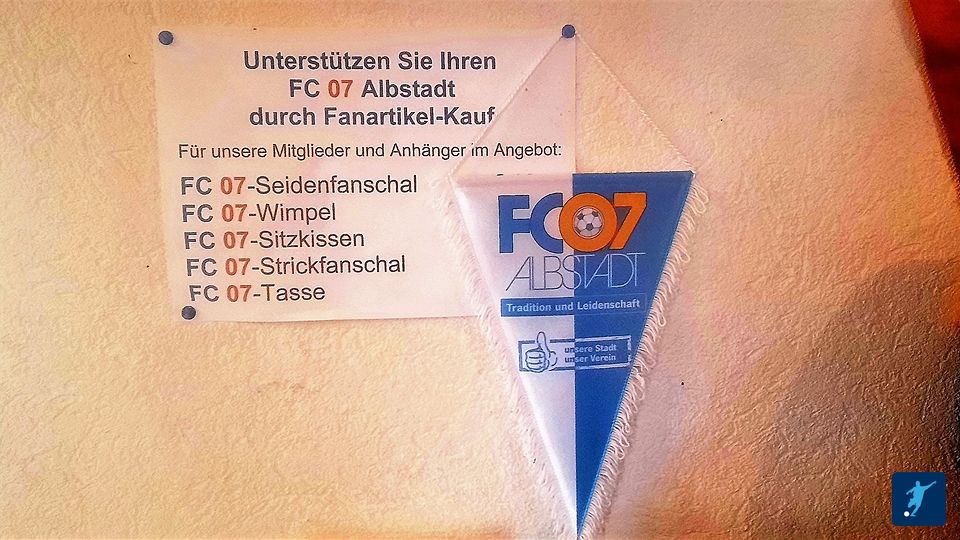 Unterstützen Sie Ihren
FC 07 Albstadt
durch Fanartikel-Kauf
Für unsere Mitglieder und Anhänger im Angebot:
FC 07-Seidenfanschal
FC 07-Wimpel
FC 07-Sitzkissen
FC 07-Strickfanschal
FC 07-Tasse
FC07
ALBSTADT
Tradition und Leidenschaft
unsere Stadt
unser Verein